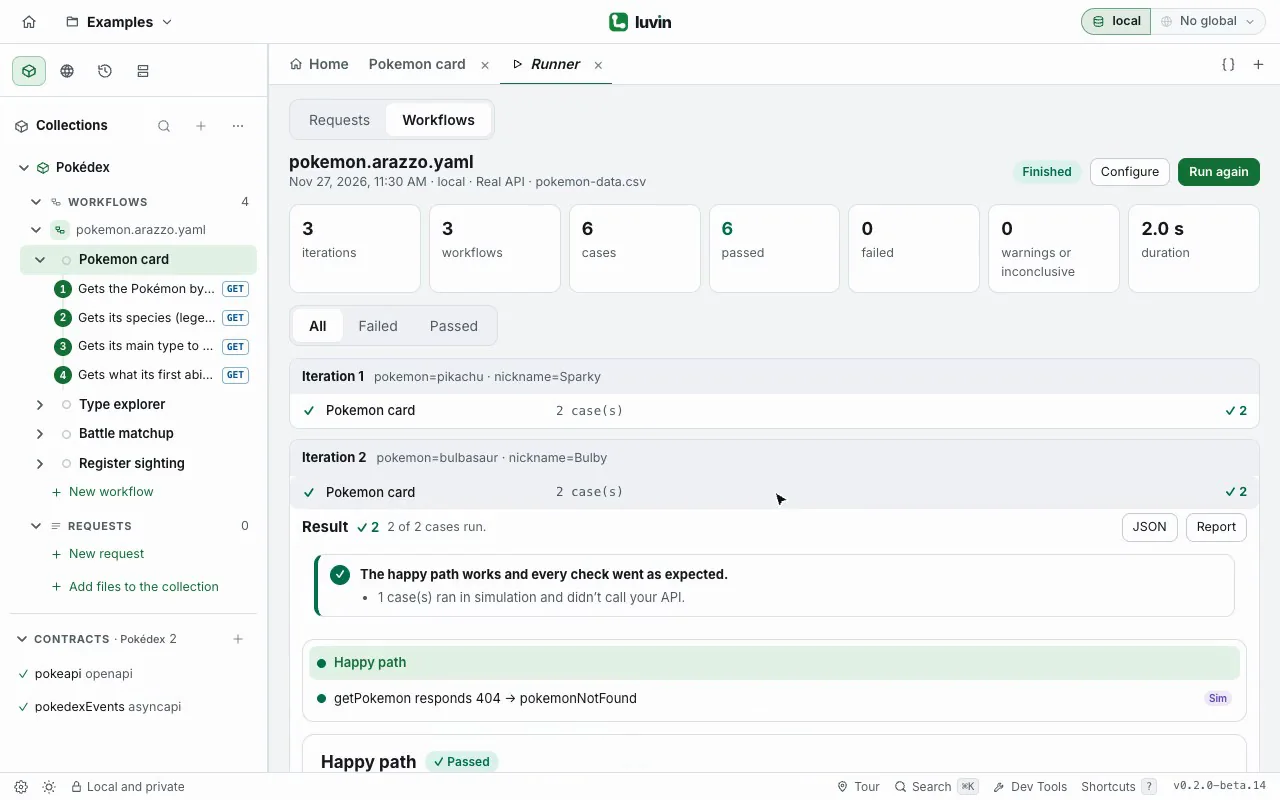 Examples
luvin
local
No global
Home
Pokemon card
Runner
Collections
Pokédex
WORKFLOWS 4
pokemon.arazzo.yaml
Pokemon card
1 Gets the Pokémon by... GET
2 Gets its species (lege... GET
3 Gets its main type to ... GET
4 Gets what its first abi... GET
Type explorer
Battle matchup
Register sighting
+ New workflow
REQUESTS 0
+ New request
+ Add files to the collection
CONTRACTS · Pokédex 2
pokeapi openapi
pokedexEvents asyncapi
Requests
Workflows
pokemon.arazzo.yaml
Nov 27, 2026, 11:30 AM · local · Real API · pokemon-data.csv
Finished
Configure
Run again
3
iterations
3
workflows
6
cases
6
passed
0
failed
0
warnings or
inconclusive
2.0 s
duration
All
Failed
Passed
Iteration 1 pokemon=pikachu · nickname=Sparky
Pokemon card 2 case(s) ✓ 2
Iteration 2 pokemon=bulbasaur · nickname=Bulby
Pokemon card 2 case(s) ✓ 2
Result ✓ 2 2 of 2 cases run.
JSON
Report
The happy path works and every check went as expected.
• 1 case(s) ran in simulation and didn’t call your API.
Happy path
getPokemon responds 404 → pokemonNotFound Sim
Happy path ✓ Passed
Local and private
Tour
Search ⌘K
Dev Tools
Shortcuts ?
v0.2.0-beta.14